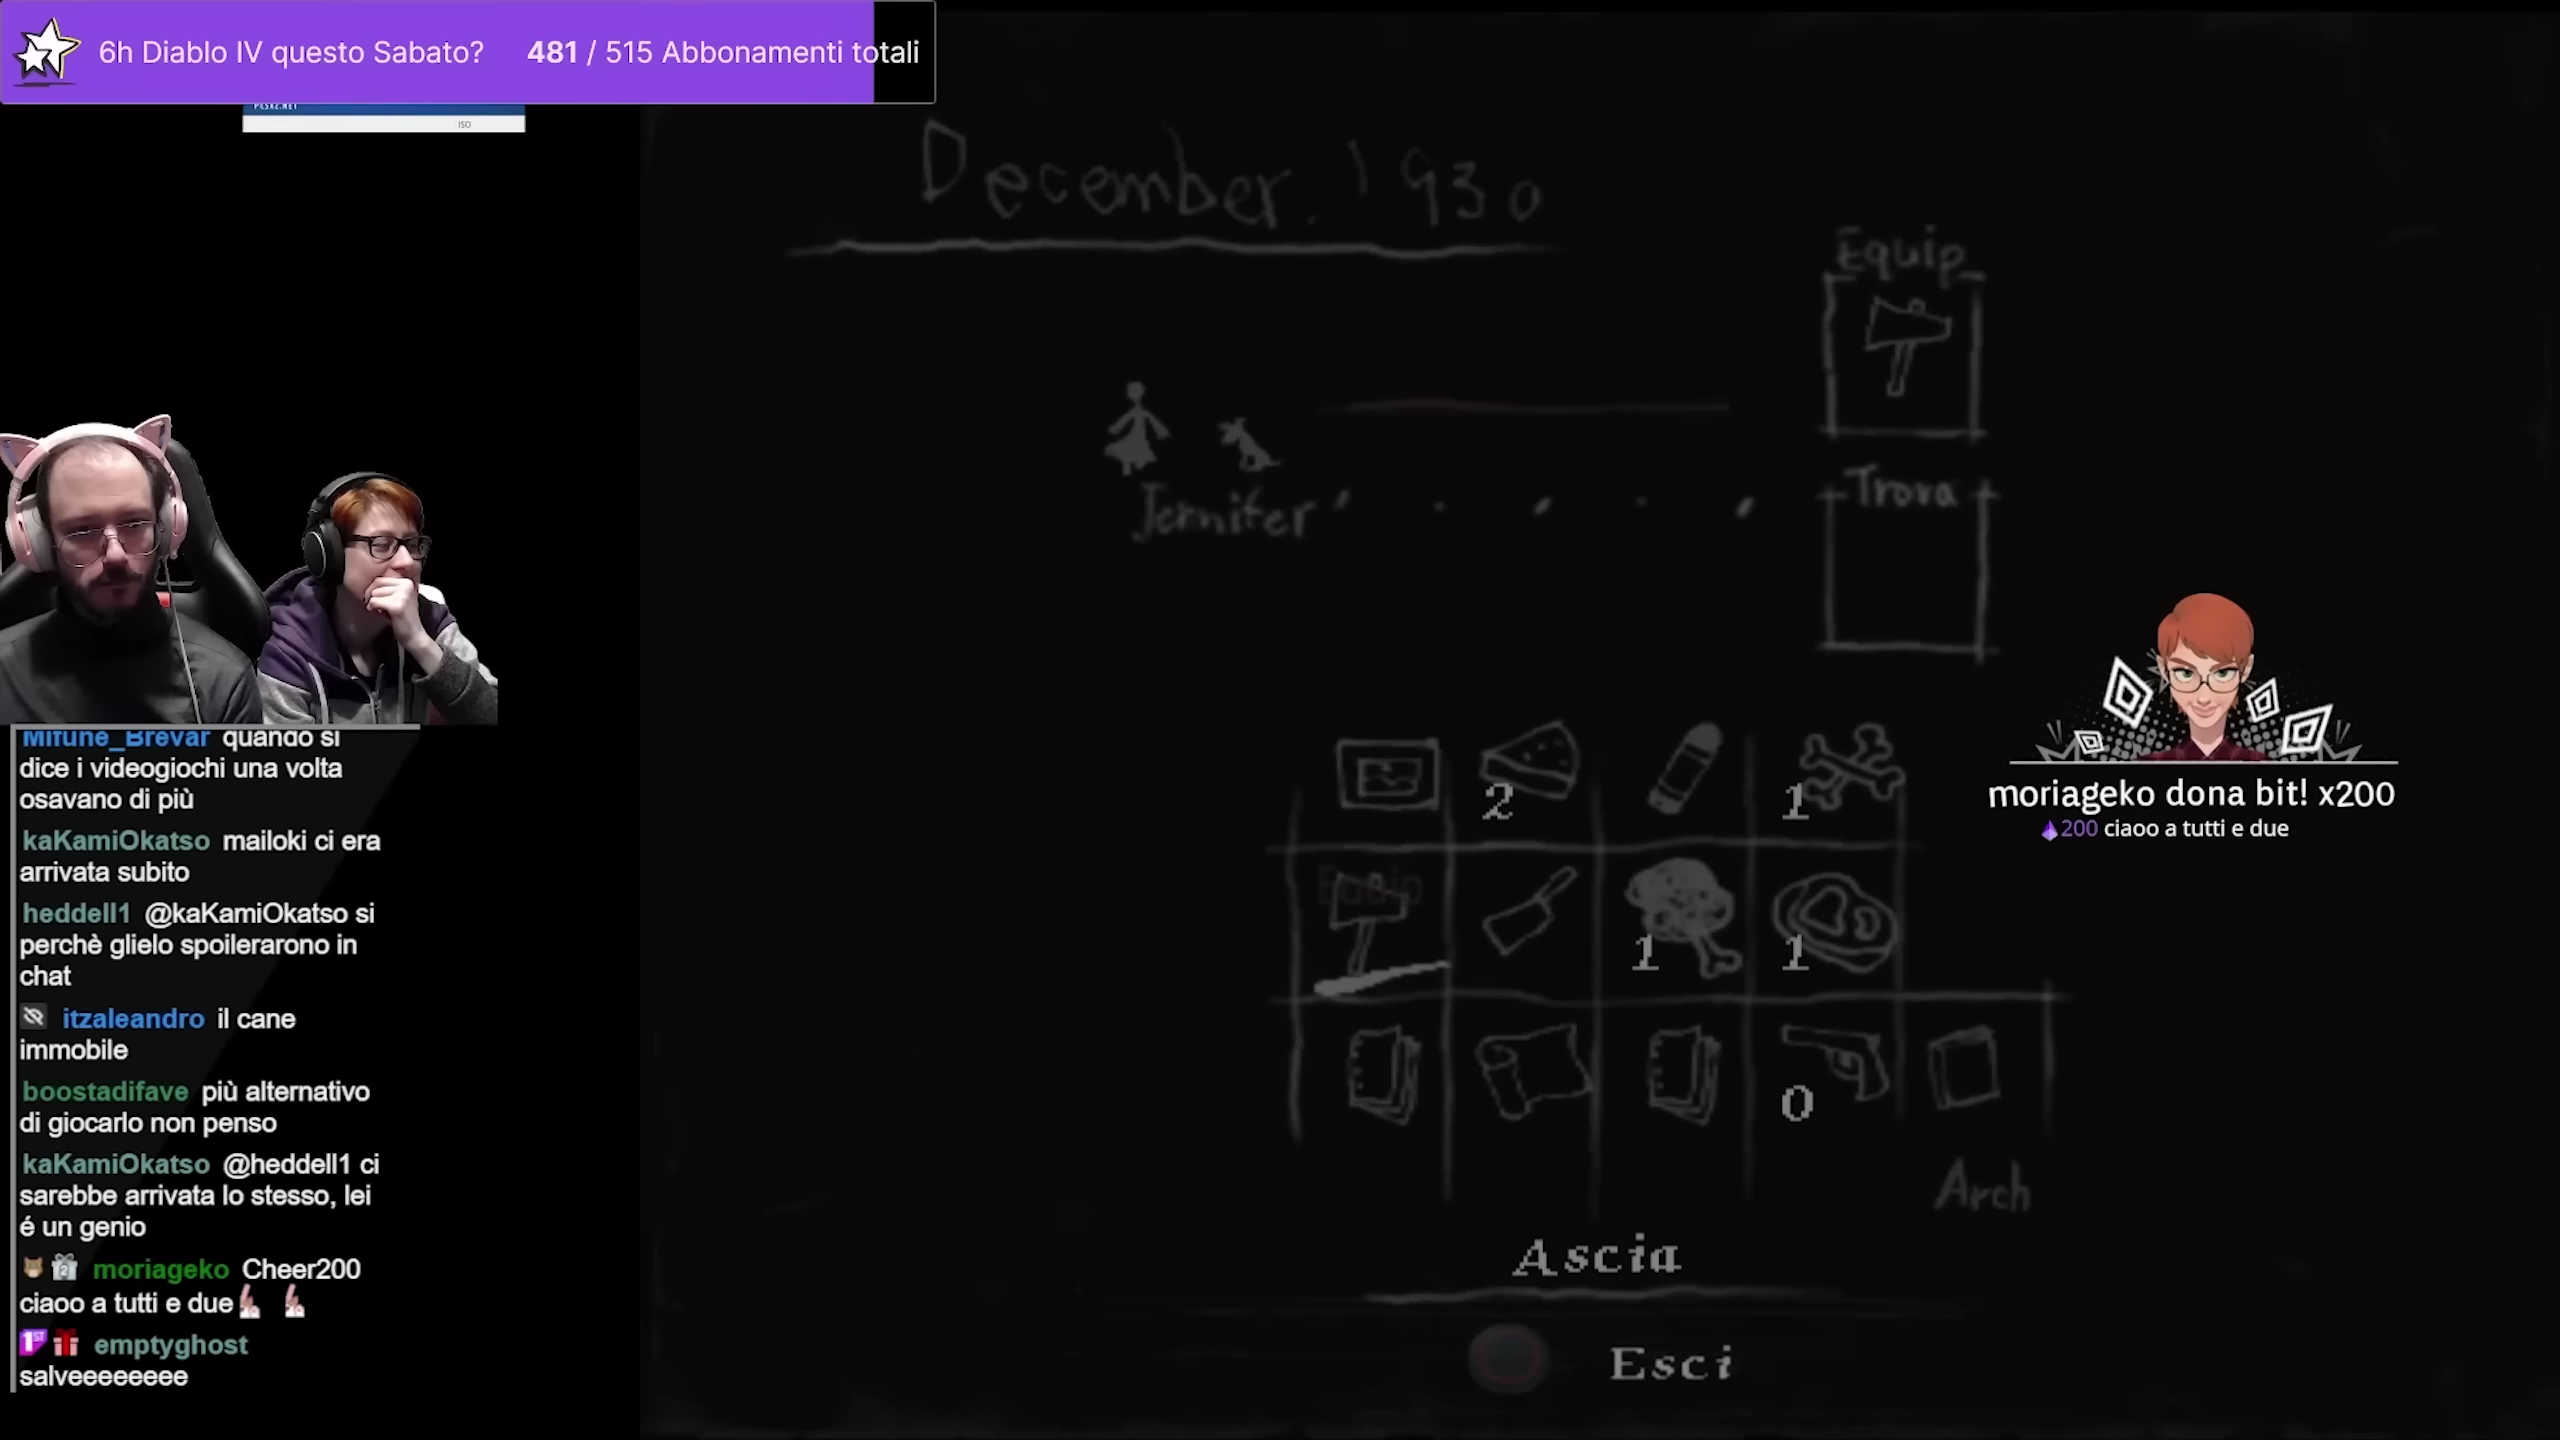 6h Diablo IV questo Sabato? 481 / 515 Abbonamenti totali
ISO
December. 1930
Equip
Jennifer
Trova
Mifune_Brevar quando si
dice i videogiochi una volta
osavano di più
kaKamiOkatso mailoki ci era
arrivata subito
heddell1 @kaKamiOkatso si
perchè glielo spoilerarono in
chat
itzaleandro il cane
immobile
boostadifave più alternativo
di giocarlo non penso
kaKamiOkatso @heddell1 ci
sarebbe arrivata lo stesso, lei
é un genio
moriageko Cheer200
ciaoo a tutti e due
1ST emptyghost
salveeeeeeee
2
1
Equip
1
1
0
Arch
Ascia
Esci
moriageko dona bit! x200
200 ciaoo a tutti e due